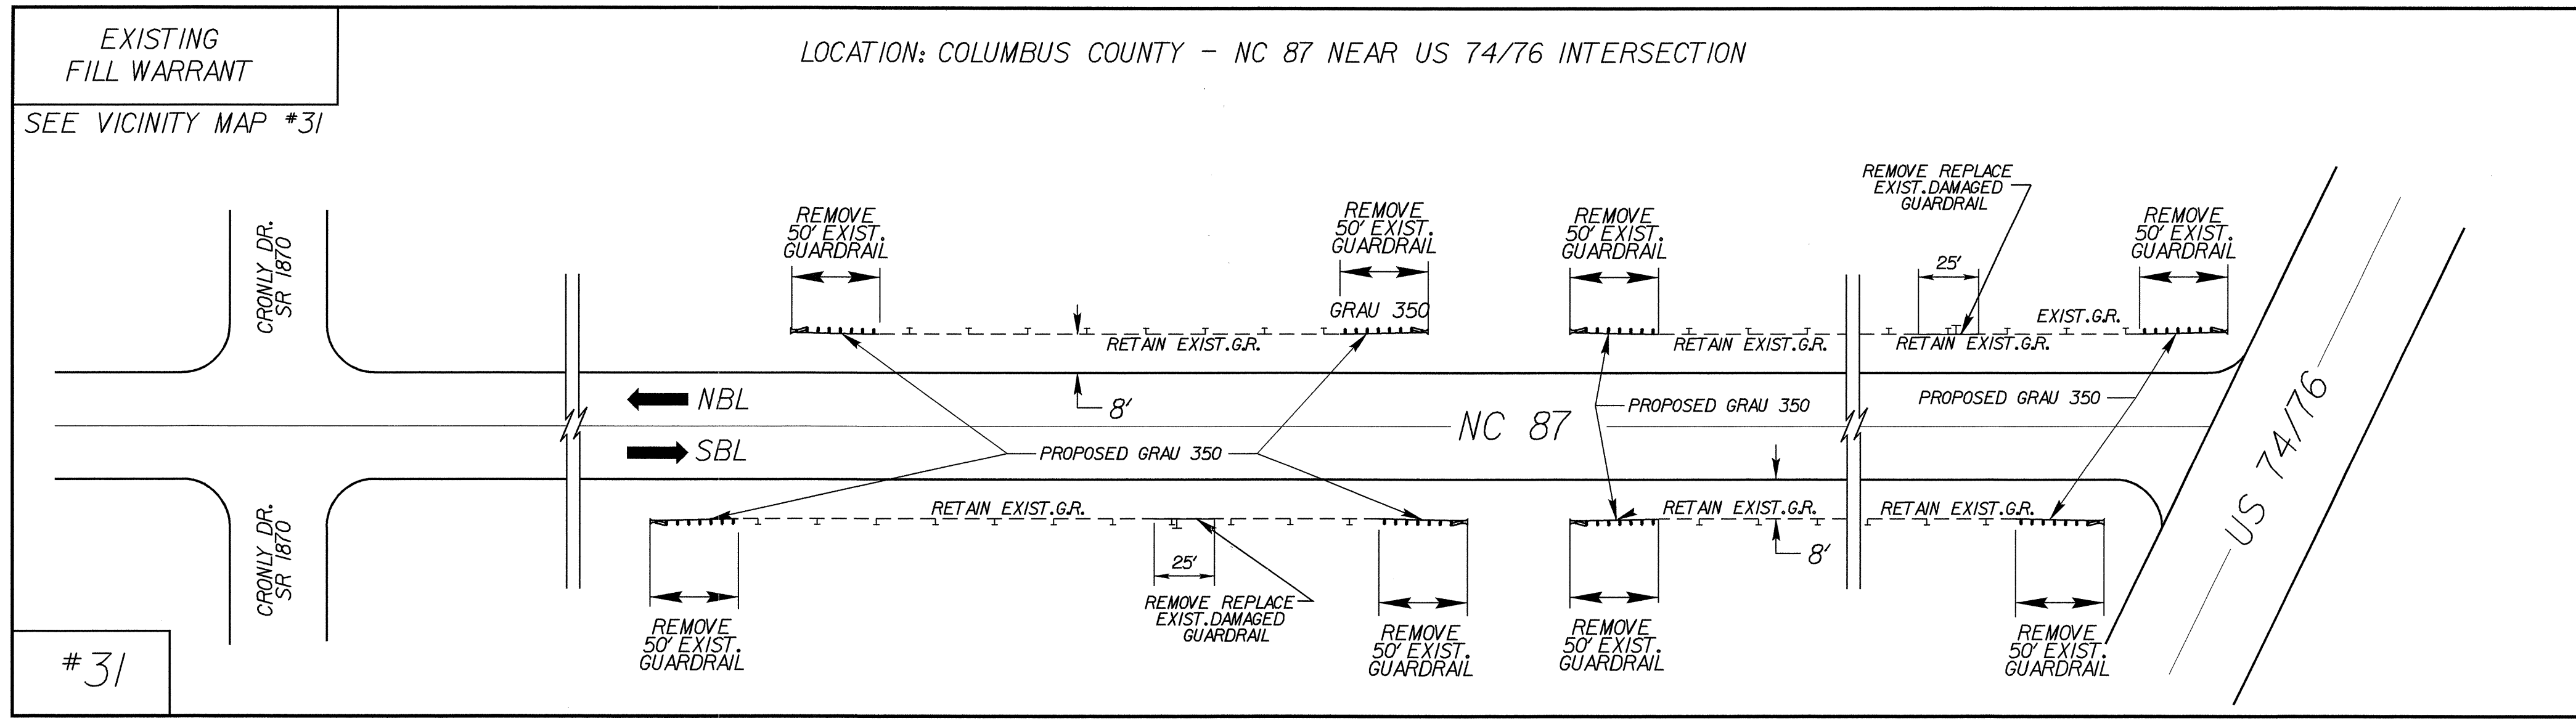 EXISTING
FILL WARRANT
LOCATION: COLUMBUS COUNTY - NC 87 NEAR US 74/76 INTERSECTION
SEE VICINITY MAP #31
CRONLY DR.
SR 1870
REMOVE
50' EXIST.
GUARDRAIL
REMOVE
50' EXIST.
GUARDRAIL
REMOVE
50' EXIST.
GUARDRAIL
REMOVE REPLACE
EXIST.DAMAGED
GUARDRAIL
REMOVE
50' EXIST.
GUARDRAIL
25'
GRAU 350
EXIST.G.R.
RETAIN EXIST.G.R.
RETAIN EXIST.G.R.
RETAIN EXIST.G.R.
NBL
8'
PROPOSED GRAU 350
PROPOSED GRAU 350
NC 87
SBL
PROPOSED GRAU 350
US 74/76
RETAIN EXIST.G.R.
RETAIN EXIST.G.R.
RETAIN EXIST.G.R.
CRONLY DR.
SR 1870
25'
8'
REMOVE REPLACE
EXIST.DAMAGED
GUARDRAIL
REMOVE
50' EXIST.
GUARDRAIL
REMOVE
50' EXIST.
GUARDRAIL
REMOVE
50' EXIST.
GUARDRAIL
REMOVE
50' EXIST.
GUARDRAIL
#31